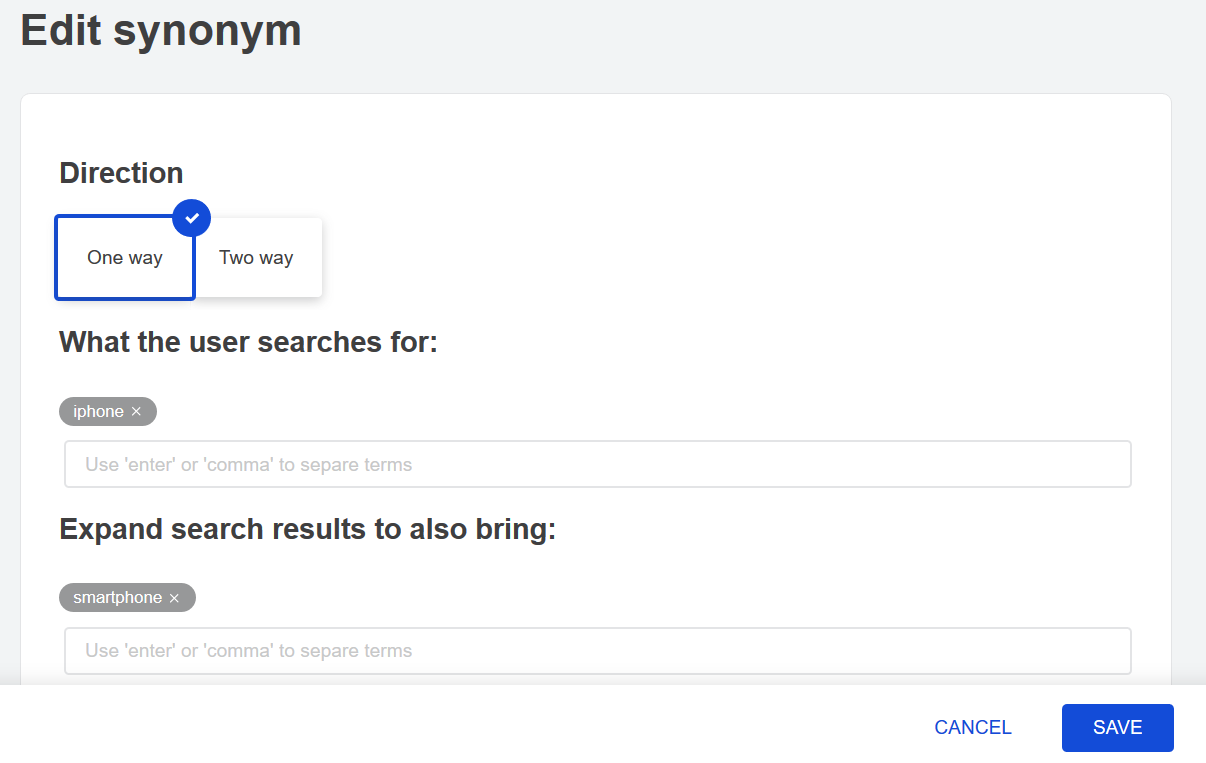 Edit synonym
Direction
One way
Two way
What the user searches for:
iphone ×
Use 'enter' or 'comma' to separe terms
Expand search results to also bring:
smartphone ×
Use 'enter' or 'comma' to separe terms
CANCEL
SAVE